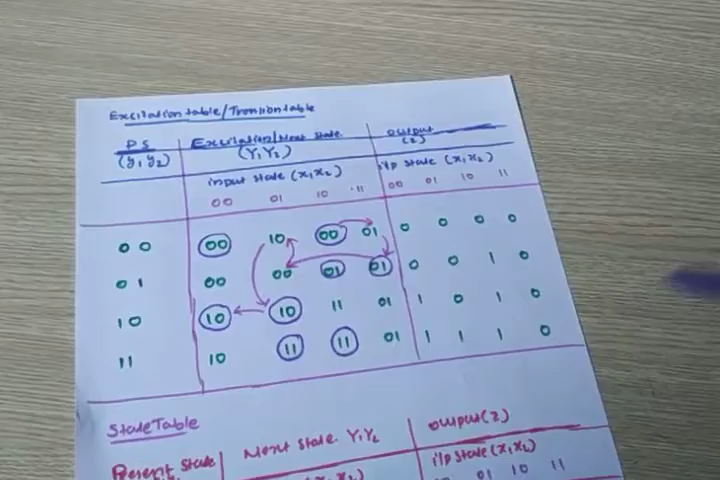 Excitation table/Transition table
PS Excitation/Next state output
(y1 y2) (Y1 Y2) (z)
input state (x1x2) i/p state (x1 x2)
00 01 10 11 00 01 10 11
00 00 10 00 01 0 0 0 0
01 00 00 01 01 0 0 1 0
10 10 10 11 01 1 0 1 0
11 10 11 11 01 1 1 1 0
State Table
Present State Next state Y1Y2 output(z)
(x1 x2) i/p state (x1x2)
01 10 11